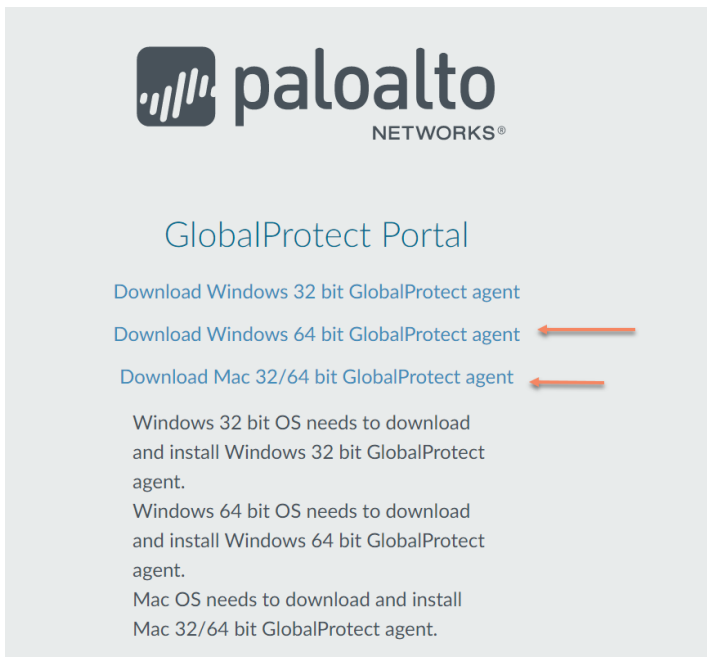 paloalto
NETWORKS®
GlobalProtect Portal
Download Windows 32 bit GlobalProtect agent
Download Windows 64 bit GlobalProtect agent
Download Mac 32/64 bit GlobalProtect agent
Windows 32 bit OS needs to download
and install Windows 32 bit GlobalProtect
agent.
Windows 64 bit OS needs to download
and install Windows 64 bit GlobalProtect
agent.
Mac OS needs to download and install
Mac 32/64 bit GlobalProtect agent.